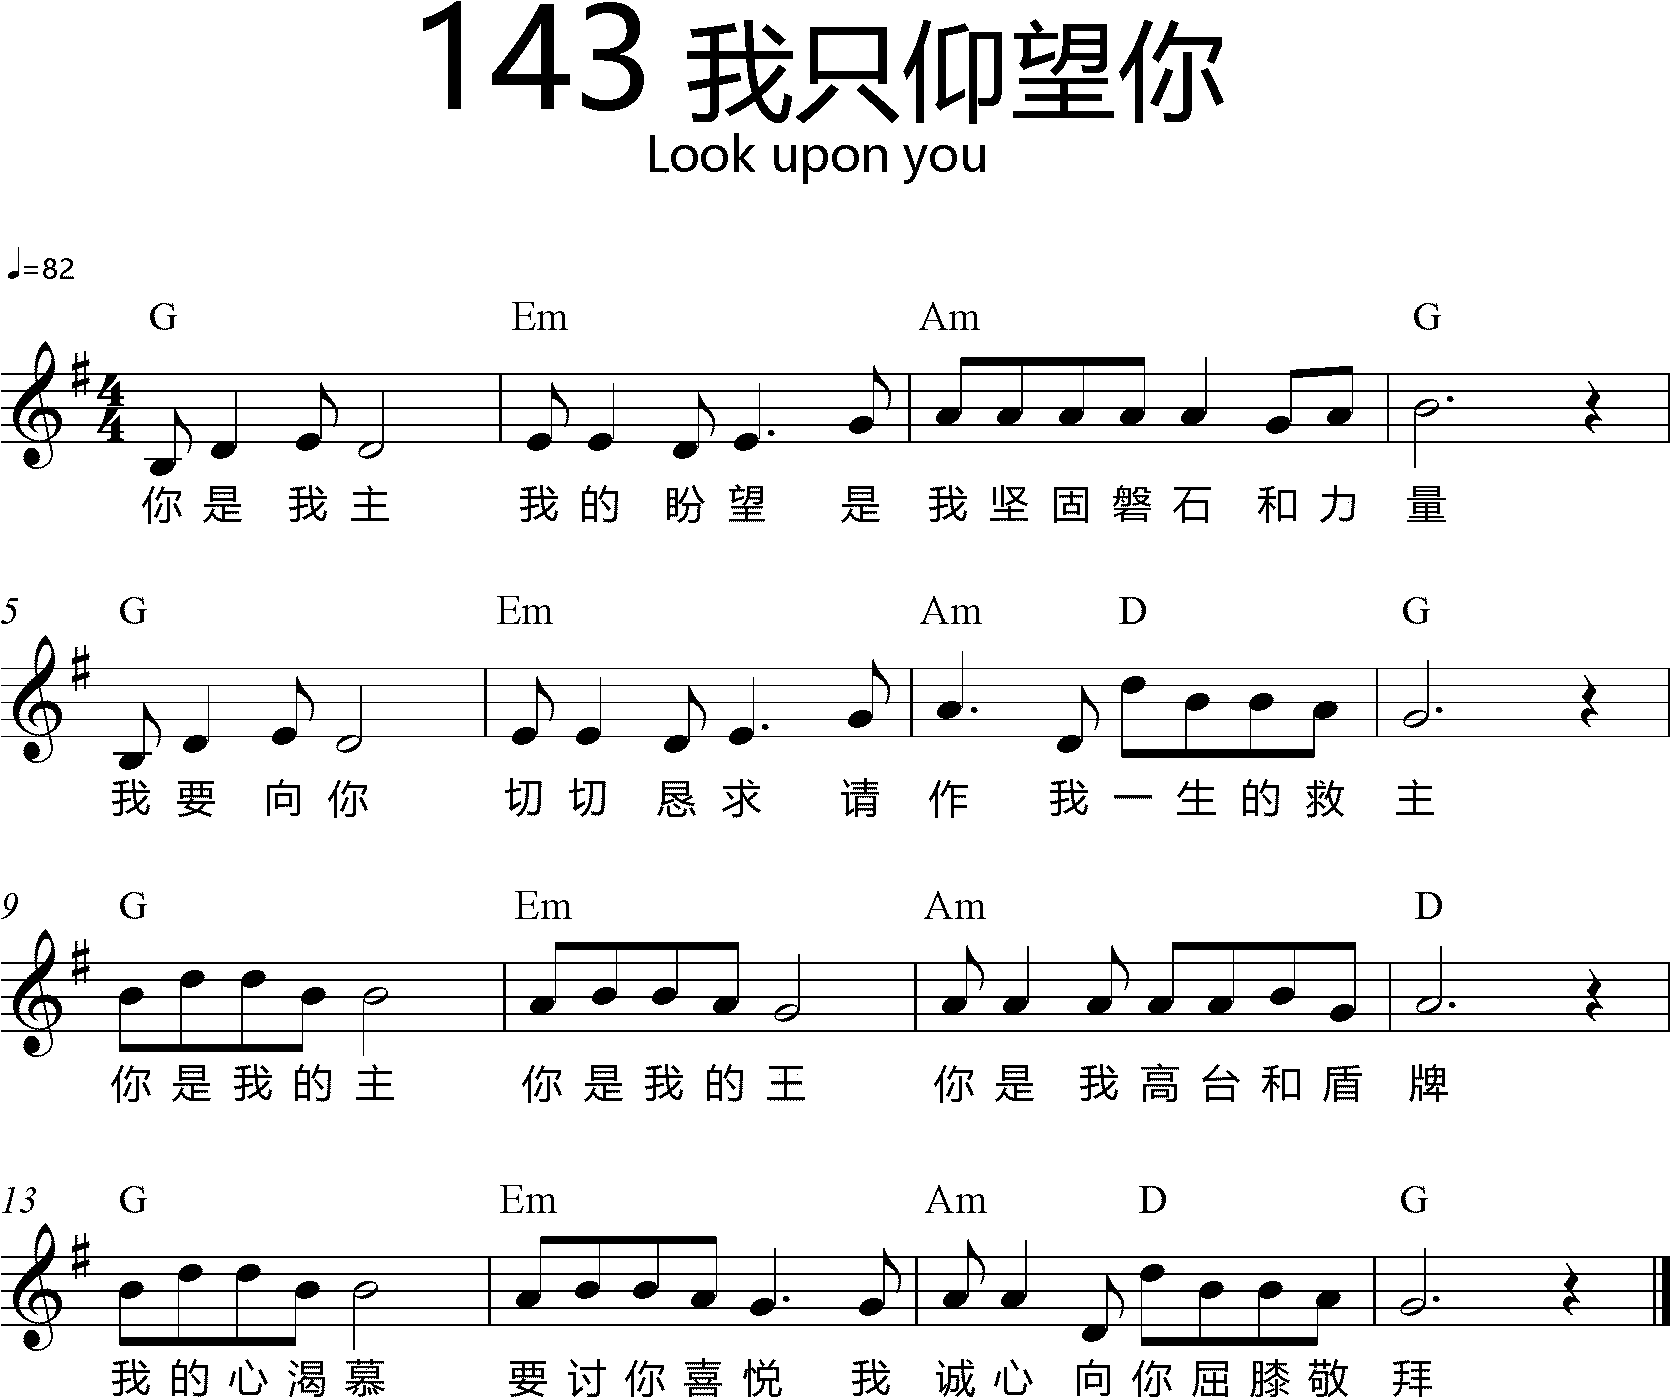 143 我只仰望你
Look upon you
♩=82
G Em Am G
4
4
你是我主 我的盼望 是我坚固磐石和力量
5 G Em Am D G
我要向你 切切恳求 请作 我一生的救主
9 G Em Am D
你是我的主 你是我的王 你是我高台和盾牌
13 G Em Am D G
我的心渴慕 要讨你喜悦 我诚心向你屈膝敬拜